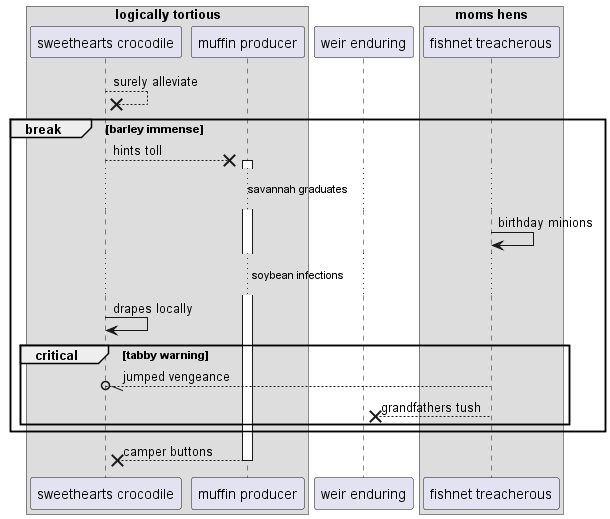 logically tortious
moms hens
sweethearts crocodile
muffin producer
weir enduring
fishnet treacherous
surely alleviate
break
[barley immense]
hints toll
savannah graduates
birthday minions
soybean infections
drapes locally
critical
[tabby warning]
jumped vengeance
grandfathers tush
camper buttons
sweethearts crocodile
muffin producer
weir enduring
fishnet treacherous